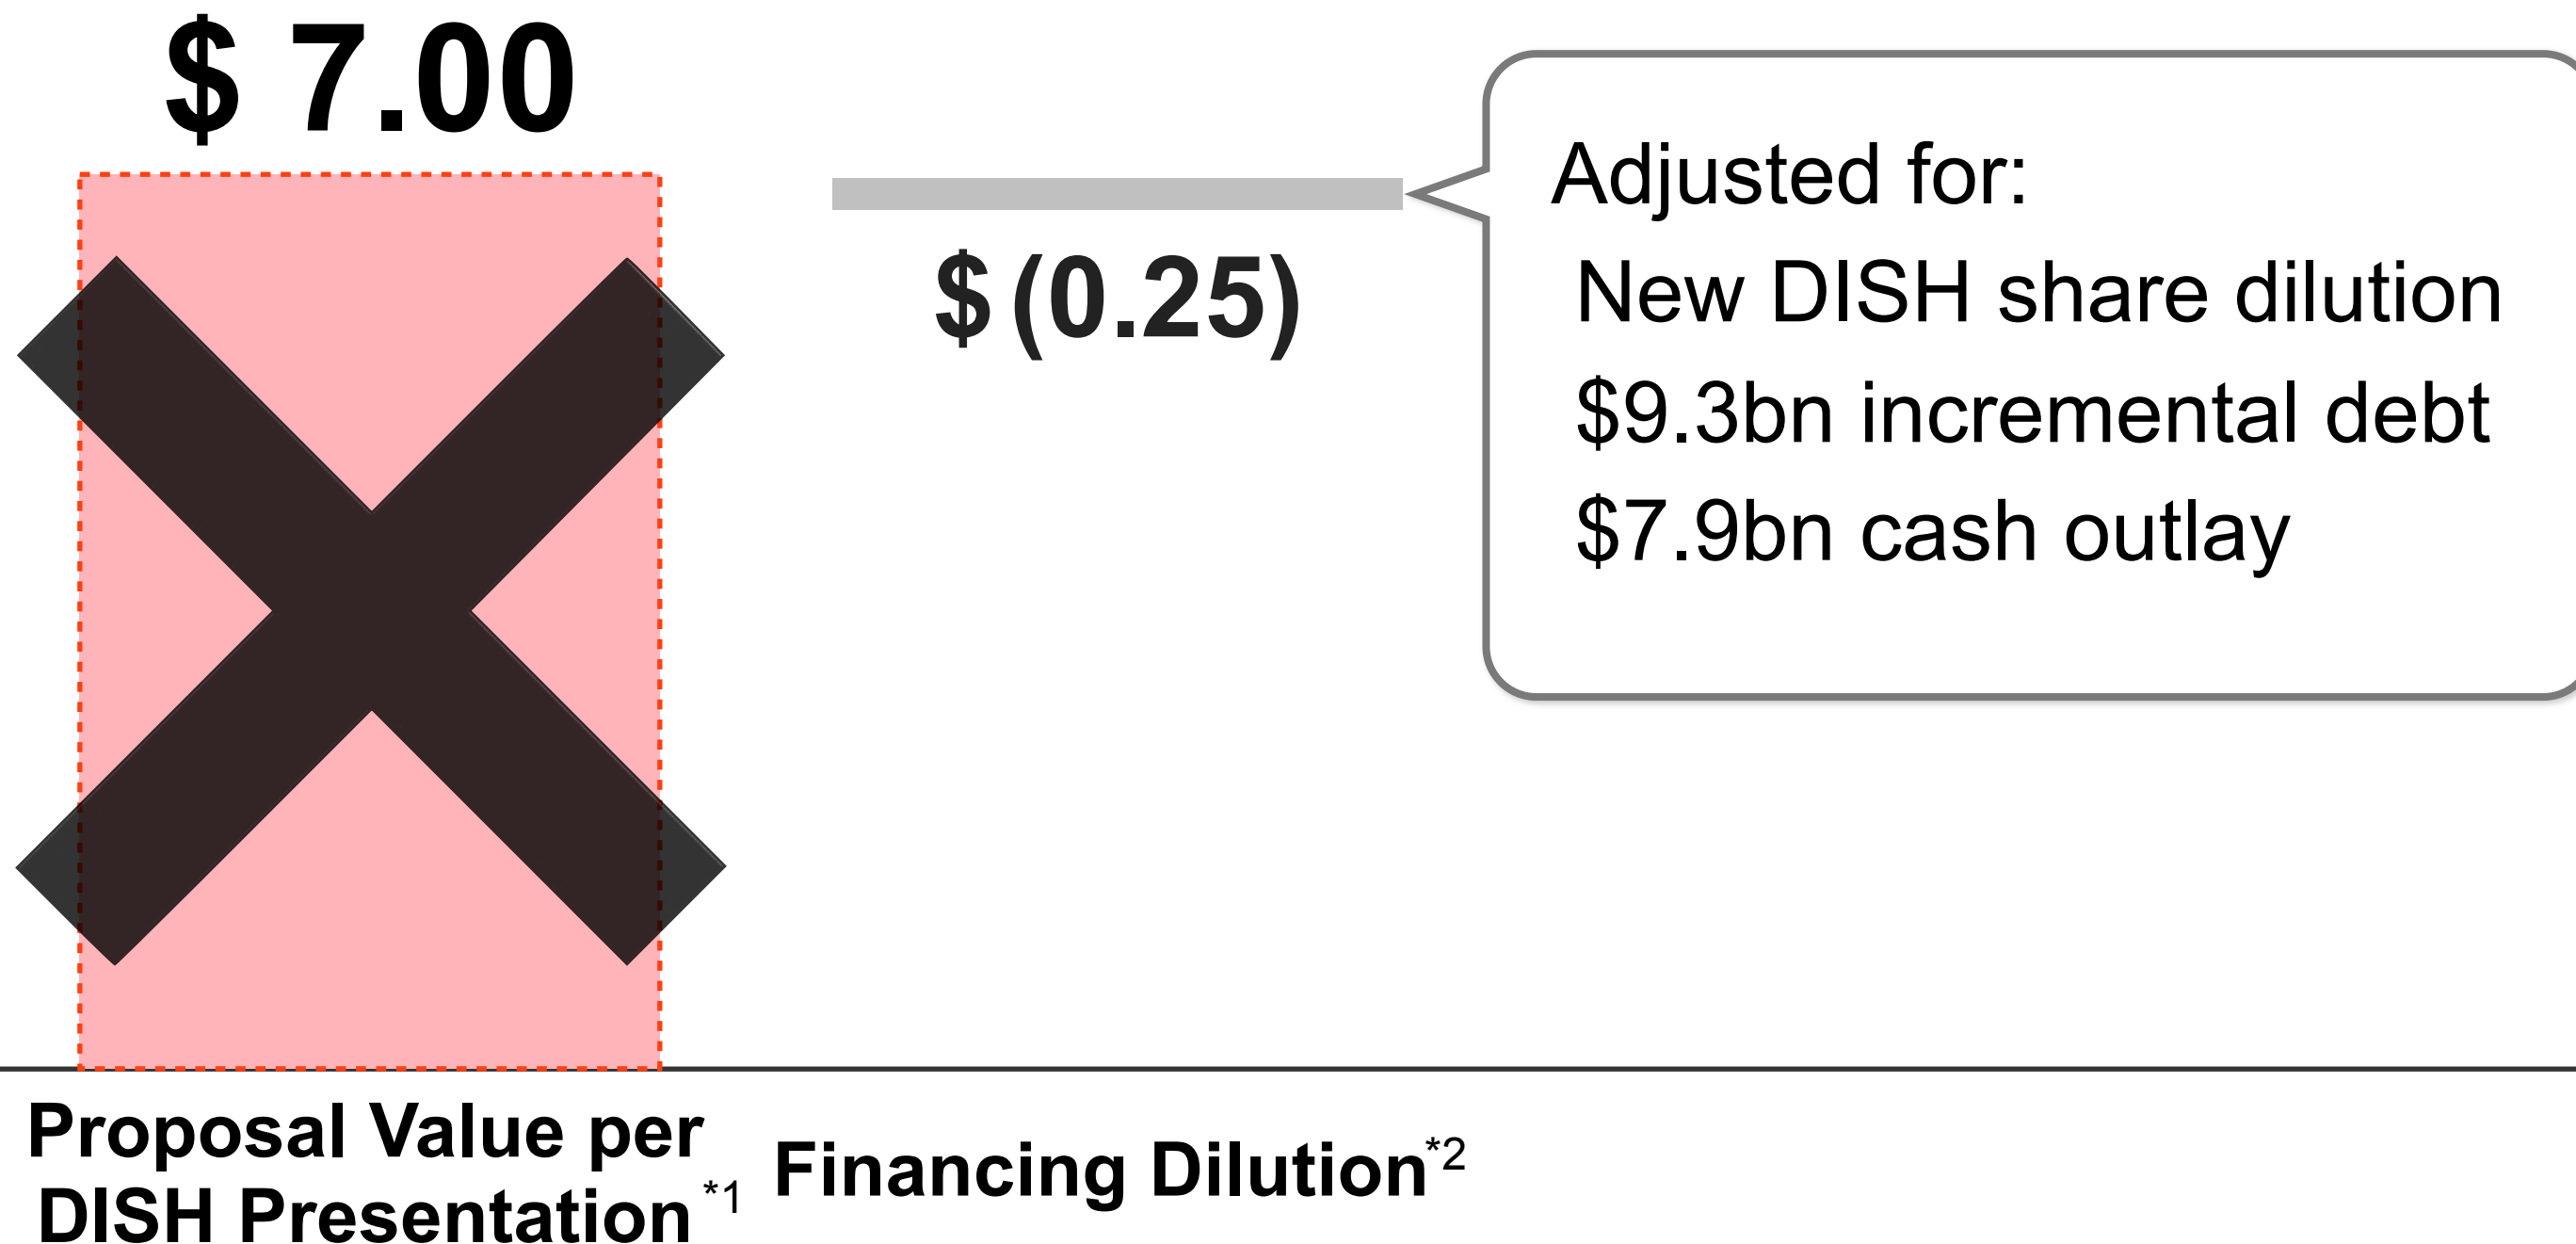 $ 7.00
$ (0.25)
Adjusted for:
New DISH share dilution
$9.3bn incremental debt
$7.9bn cash outlay
Proposal Value per
DISH Presentation *1
Financing Dilution*2